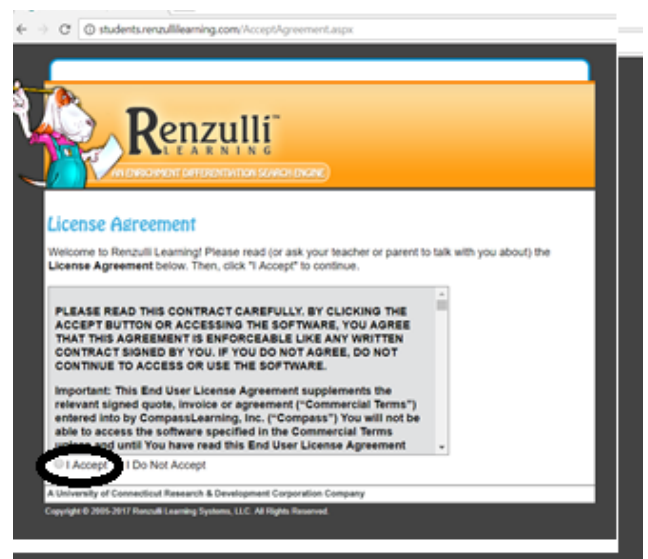 students.renzullilearning.com/AcceptAgreement.aspx
Renzulli™
LEARNING
AN ENRICHMENT DIFFERENTIATION SEARCH ENGINE
License Agreement
Welcome to Renzulli Learning! Please read (or ask your teacher or parent to talk with you about) the
License Agreement below. Then, click "I Accept" to continue.
PLEASE READ THIS CONTRACT CAREFULLY. BY CLICKING THE
ACCEPT BUTTON OR ACCESSING THE SOFTWARE, YOU AGREE
THAT THIS AGREEMENT IS ENFORCEABLE LIKE ANY WRITTEN
CONTRACT SIGNED BY YOU. IF YOU DO NOT AGREE, DO NOT
CONTINUE TO ACCESS OR USE THE SOFTWARE.
Important: This End User License Agreement supplements the
relevant signed quote, invoice or agreement ("Commercial Terms")
entered into by CompassLearning, Inc. ("Compass") You will not be
able to access the software specified in the Commercial Terms
and until You have read this End User License Agreement
I Accept I Do Not Accept
A University of Connecticut Research & Development Corporation Company
Copyright © 2005-2017 Renzulli Learning Systems, LLC. All Rights Reserved.